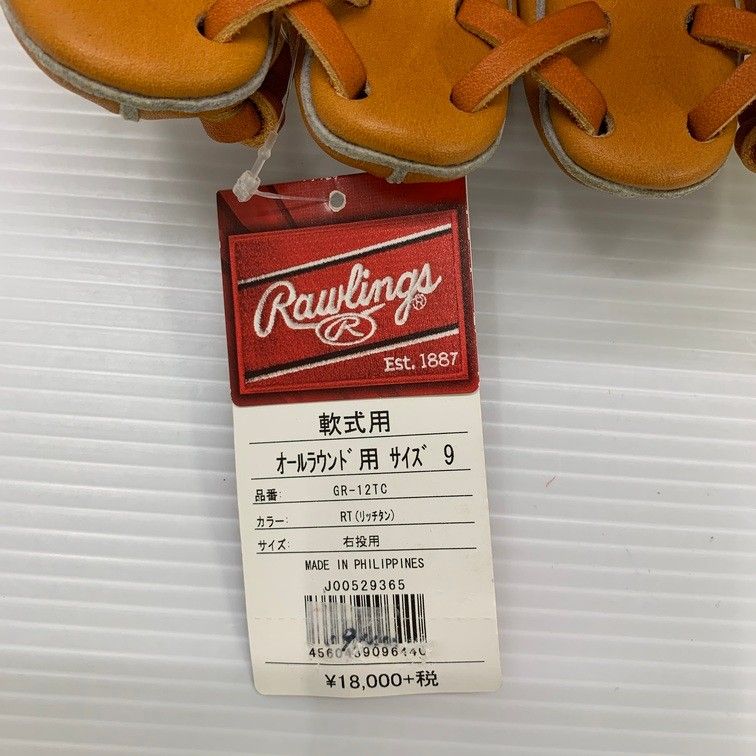 Rawlings®
R
Est. 1887
軟式用
オールラウンド用 サイズ 9
品番: GR-12TC
カラー: RT(リッチタン)
サイズ: 右投用
MADE IN PHILIPPINES
J00529365
¥18,000+税